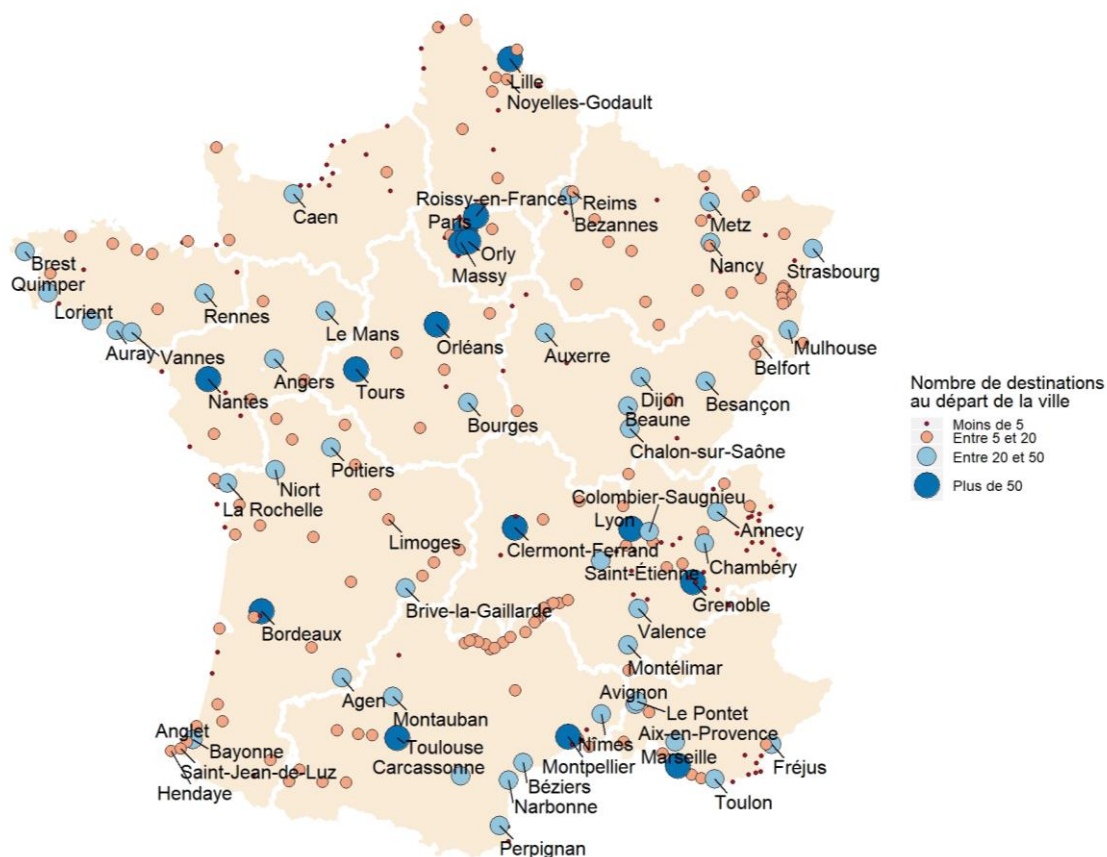 Lille
Noyelles-Godault
Caen
Roissy-en-France
Reims
Paris
Bezannes
Metz
Orly
Massy
Nancy
Strasbourg
Brest
Quimper
Lorient
Rennes
Auray
Vannes
Le Mans
Orléans
Auxerre
Mulhouse
Belfort
Angers
Tours
Nantes
Bourges
Dijon
Besançon
Beaune
Chalon-sur-Saône
Poitiers
Niort
La Rochelle
Limoges
Clermont-Ferrand
Colombier-Saugnieu
Lyon
Annecy
Chambéry
Saint-Étienne
Grenoble
Brive-la-Gaillarde
Valence
Bordeaux
Montélimar
Agen
Montauban
Avignon
Le Pontet
Anglet
Bayonne
Saint-Jean-de-Luz
Hendaye
Toulouse
Carcassonne
Nîmes
Montpellier
Aix-en-Provence
Marseille
Fréjus
Béziers
Narbonne
Toulon
Perpignan
Nombre de destinations
au départ de la ville
Moins de 5
Entre 5 et 20
Entre 20 et 50
Plus de 50